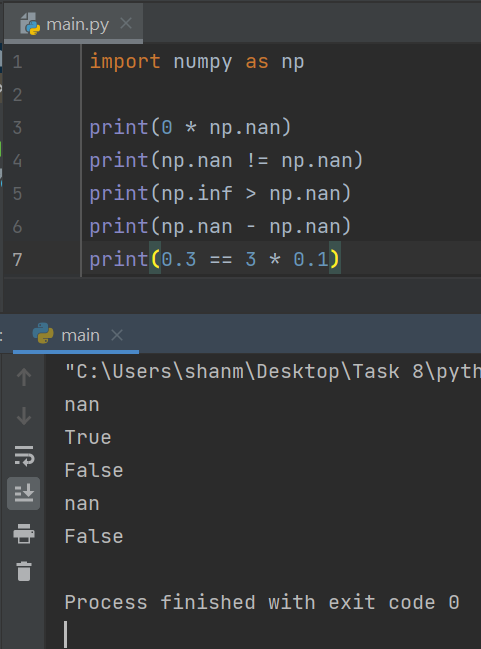 main.py
1 import numpy as np
2
3 print(0 * np.nan)
4 print(np.nan != np.nan)
5 print(np.inf > np.nan)
6 print(np.nan - np.nan)
7 print(0.3 == 3 * 0.1)
: main
"C:\Users\shanm\Desktop\Task 8\pyth
nan
True
False
nan
False
Process finished with exit code 0